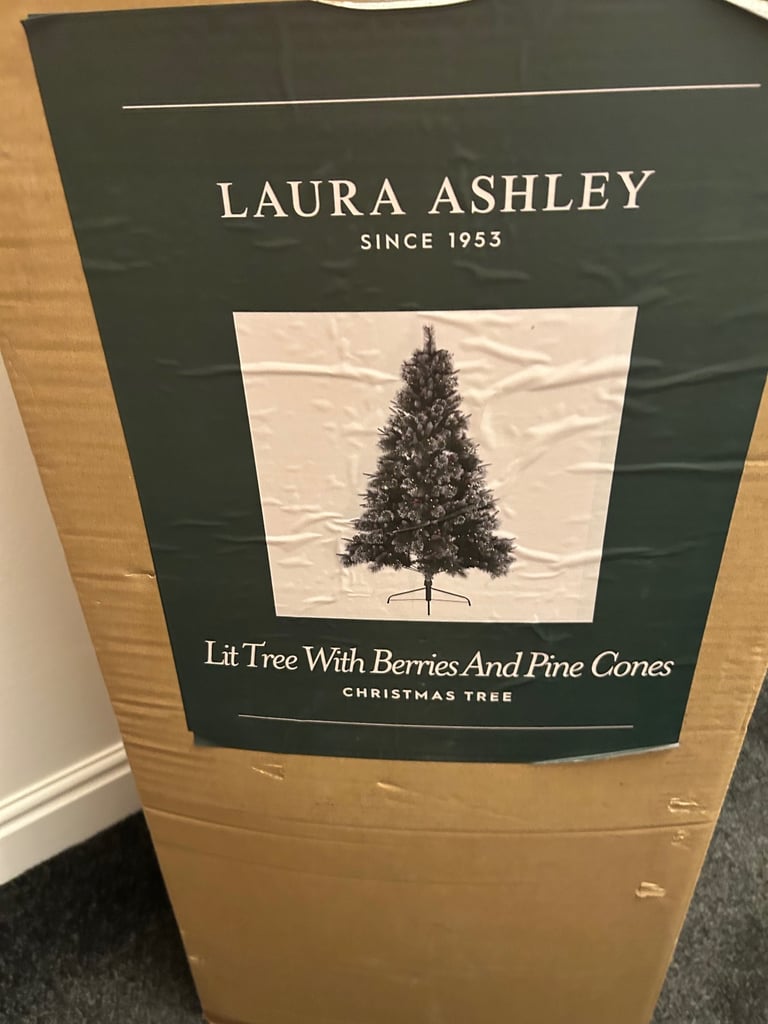 LAURA ASHLEY
SINCE 1953
Lit Tree With Berries And Pine Cones
CHRISTMAS TREE